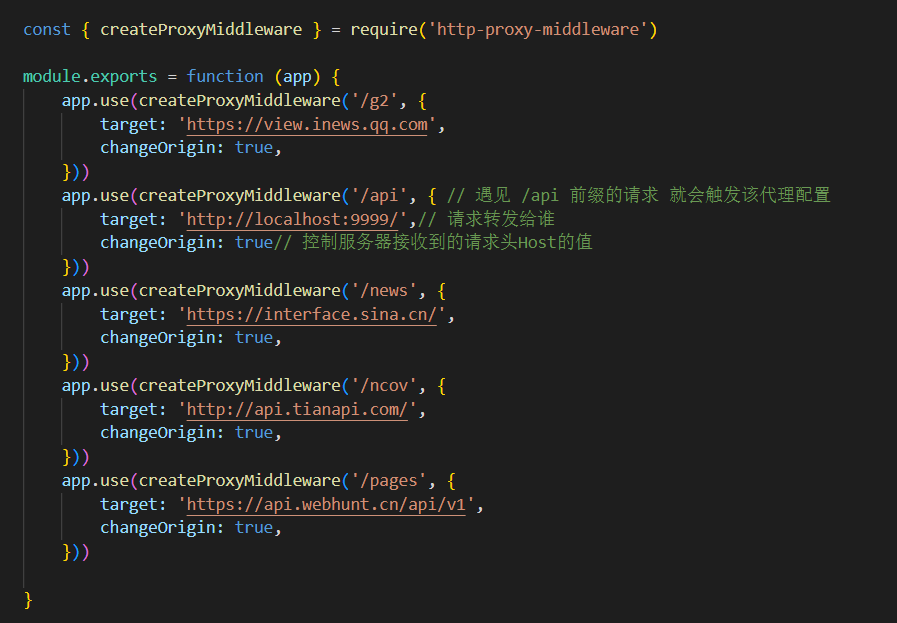 const { createProxyMiddleware } = require('http-proxy-middleware')
module.exports = function (app) {
app.use(createProxyMiddleware('/g2', {
target: 'https://view.inews.qq.com',
changeOrigin: true,
}))
app.use(createProxyMiddleware('/api', { // 遇见 /api 前缀的请求 就会触发该代理配置
target: 'http://localhost:9999/',// 请求转发给谁
changeOrigin: true// 控制服务器接收到的请求头Host的值
}))
app.use(createProxyMiddleware('/news', {
target: 'https://interface.sina.cn/',
changeOrigin: true,
}))
app.use(createProxyMiddleware('/ncov', {
target: 'http://api.tianapi.com/',
changeOrigin: true,
}))
app.use(createProxyMiddleware('/pages', {
target: 'https://api.webhunt.cn/api/v1',
changeOrigin: true,
}))
}